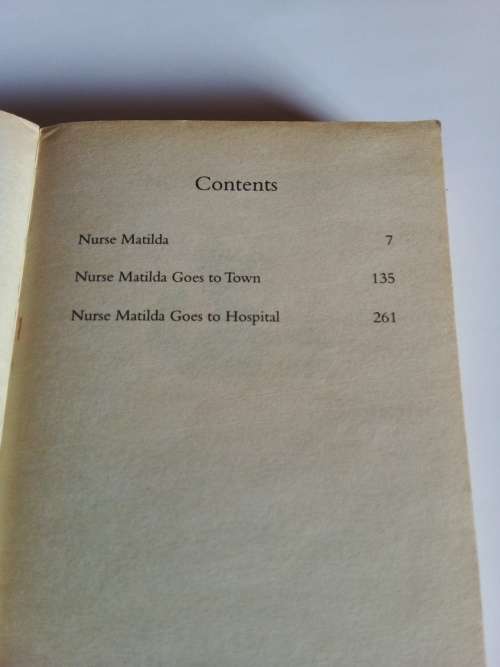 Contents
Nurse Matilda 7
Nurse Matilda Goes to Town 135
Nurse Matilda Goes to Hospital 261